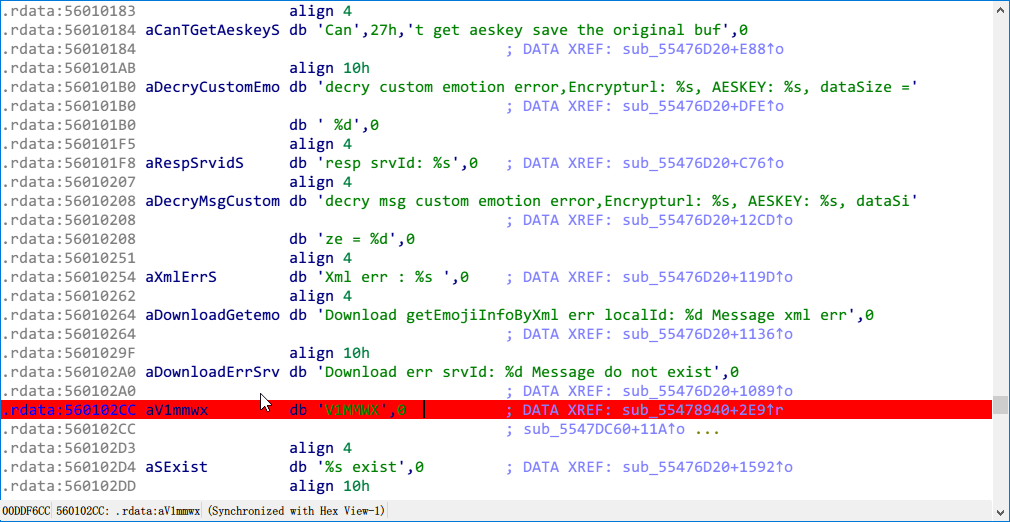 .rdata:56010183 align 4
.rdata:56010184 aCanTGetAeskeyS db 'Can',27h,'t get aeskey save the original buf',0
.rdata:56010184 ; DATA XREF: sub_55476D20+E88↑o
.rdata:560101AB align 10h
.rdata:560101B0 aDecryCustomEmo db 'decry custom emotion error,Encrypturl: %s, AESKEY: %s, dataSize ='
.rdata:560101B0 ; DATA XREF: sub_55476D20+DFE↑o
.rdata:560101B0 db ' %d',0
.rdata:560101F5 align 4
.rdata:560101F8 aRespSrvidS db 'resp srvId: %s',0 ; DATA XREF: sub_55476D20+C76↑o
.rdata:56010207 align 4
.rdata:56010208 aDecryMsgCustom db 'decry msg custom emotion error,Encrypturl: %s, AESKEY: %s, dataSi'
.rdata:56010208 ; DATA XREF: sub_55476D20+12CD↑o
.rdata:56010208 db 'ze = %d',0
.rdata:56010251 align 4
.rdata:56010254 aXmlErrS db 'Xml err : %s ',0 ; DATA XREF: sub_55476D20+119D↑o
.rdata:56010262 align 4
.rdata:56010264 aDownloadGetemo db 'Download getEmojiInfoByXml err localId: %d Message xml err',0
.rdata:56010264 ; DATA XREF: sub_55476D20+1136↑o
.rdata:5601029F align 10h
.rdata:560102A0 aDownloadErrSrv db 'Download err srvId: %d Message do not exist',0
.rdata:560102A0 ; DATA XREF: sub_55476D20+1089↑o
.rdata:560102CC aV1mmwx db 'V1MMWX',0 ; DATA XREF: sub_55478940+2E9↑r
.rdata:560102CC ; sub_5547DC60+11A↑o ...
.rdata:560102D3 align 4
.rdata:560102D4 aSExist db '%s exist',0 ; DATA XREF: sub_55476D20+1592↑o
.rdata:560102DD align 10h
00DDF6CC 560102CC: .rdata:aV1mmwx (Synchronized with Hex View-1)